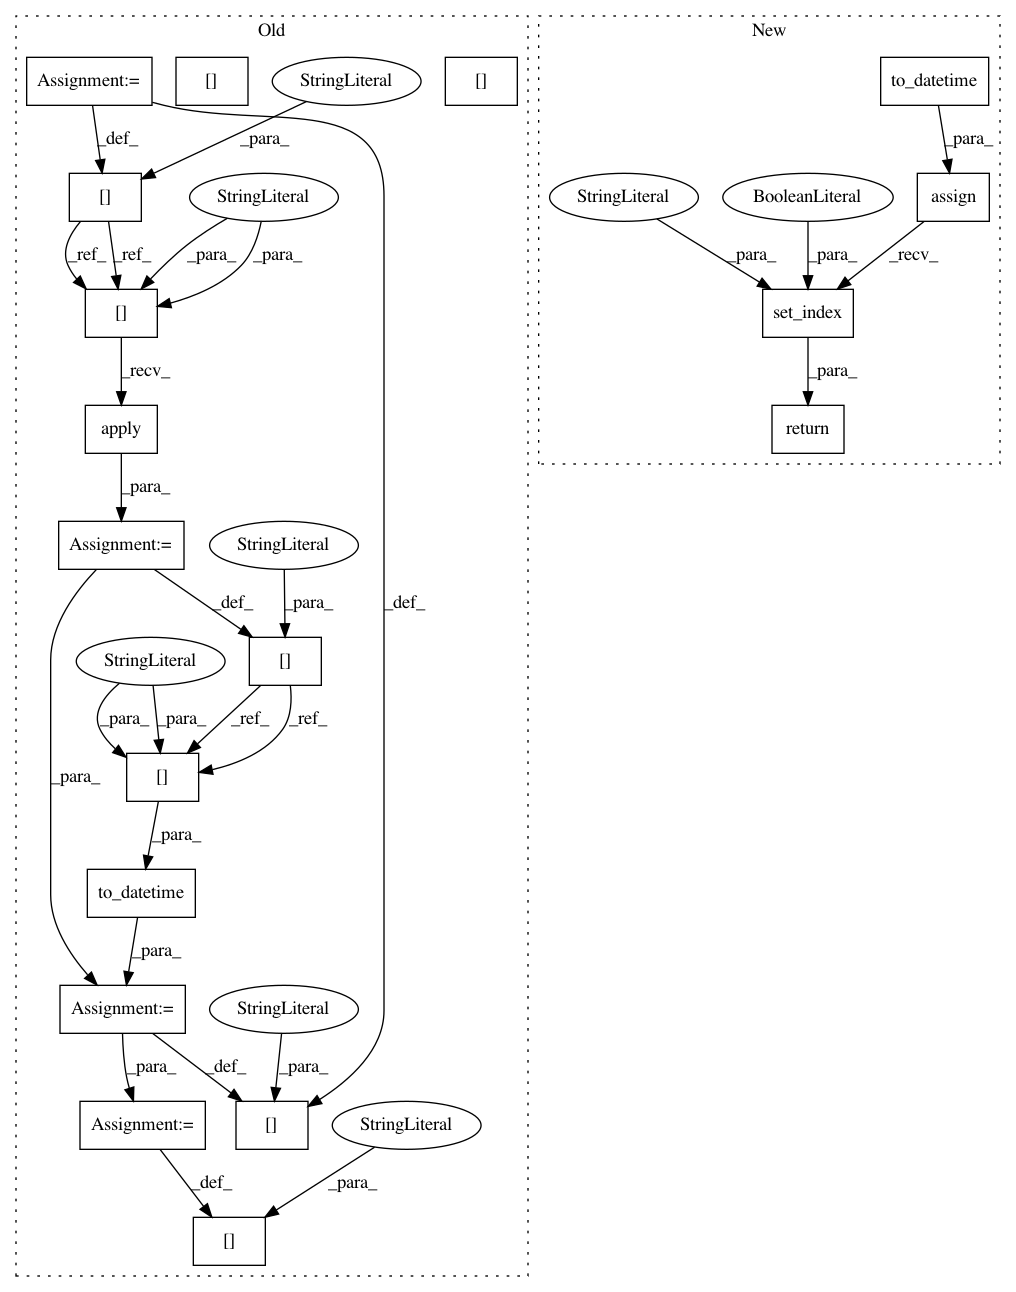 Old
New
Assignment:=
[]
StringLiteral
[]
to_datetime
_def_
_para_
_para_
[]
StringLiteral
StringLiteral
BooleanLiteral
assign
_ref_
_ref_
_para_
_para_
_para_
_para_
_recv_
[]
set_index
_recv_
_para_
apply
return
_para_
Assignment:=
StringLiteral
_def_
_para_
_def_
StringLiteral
[]
_para_
_para_
_ref_
_ref_
_para_
[]
_para_
to_datetime
_para_
Assignment:=
StringLiteral
_para_
_def_
_para_
Assignment:=
[]
StringLiteral
_def_
_para_
[]